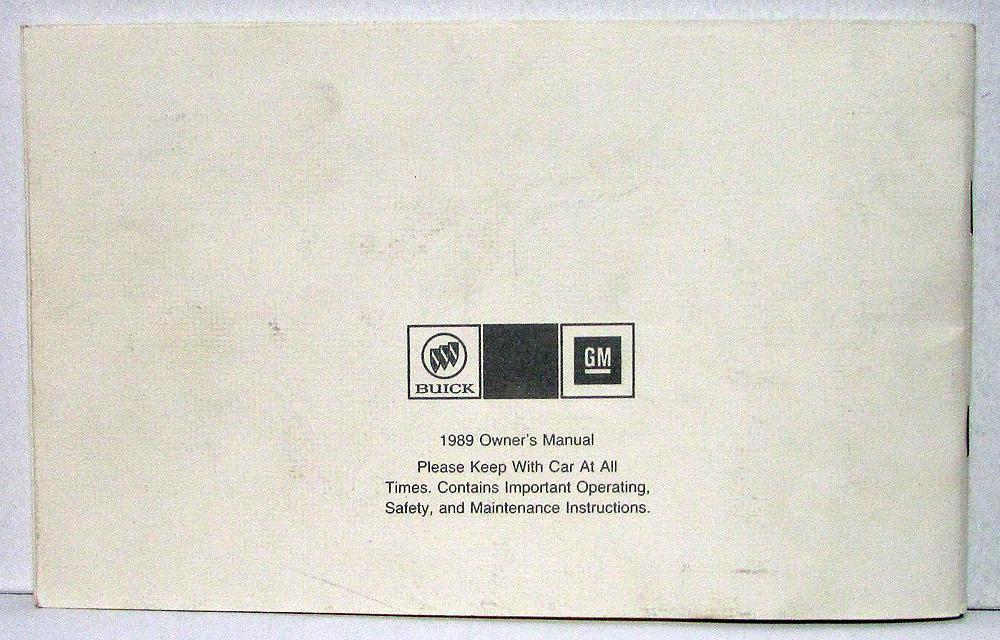 BUICK
GM
1989 Owner's Manual
Please Keep With Car At All
Times. Contains Important Operating,
Safety, and Maintenance Instructions.